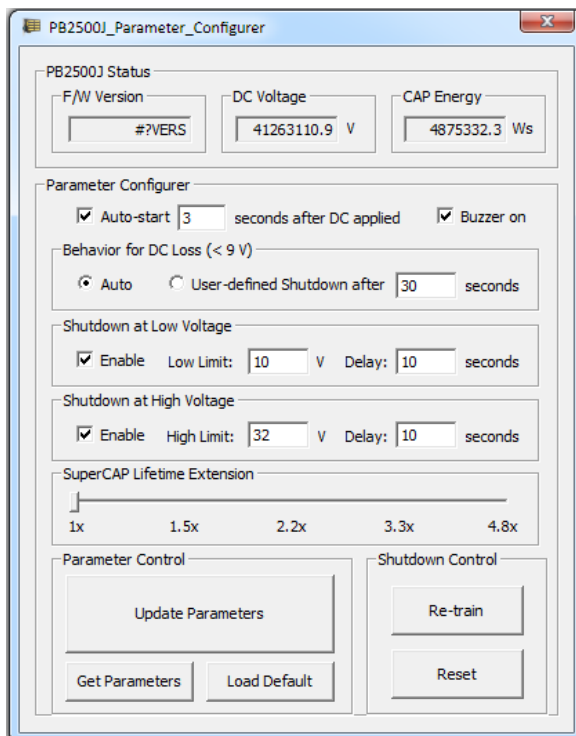 PB2500J_Parameter_Configurer
PB2500J Status
F/W Version DC Voltage CAP Energy
#?VERS 41263110.9 V 4875332.3 Ws
Parameter Configurer
Auto-start 3 seconds after DC applied Buzzer on
Behavior for DC Loss (< 9 V)
Auto User-defined Shutdown after 30 seconds
Shutdown at Low Voltage
Enable Low Limit: 10 V Delay: 10 seconds
Shutdown at High Voltage
Enable High Limit: 32 V Delay: 10 seconds
SuperCAP Lifetime Extension
1x 1.5x 2.2x 3.3x 4.8x
Parameter Control Shutdown Control
Update Parameters Re-train
Get Parameters Load Default Reset